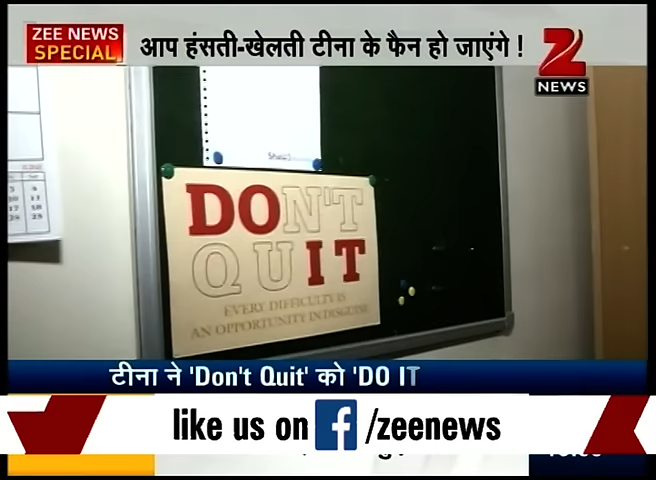 ZEE NEWS
SPECIAL
आप हंसती-खेलती टीना के फैन हो जाएंगे !
NEWS
DON'T
QUIT
EVERY DIFFICULTY IS
AN OPPORTUNITY IN DISGUISE
टीना ने 'Don't Quit' को 'DO IT
like us on f /zeenews